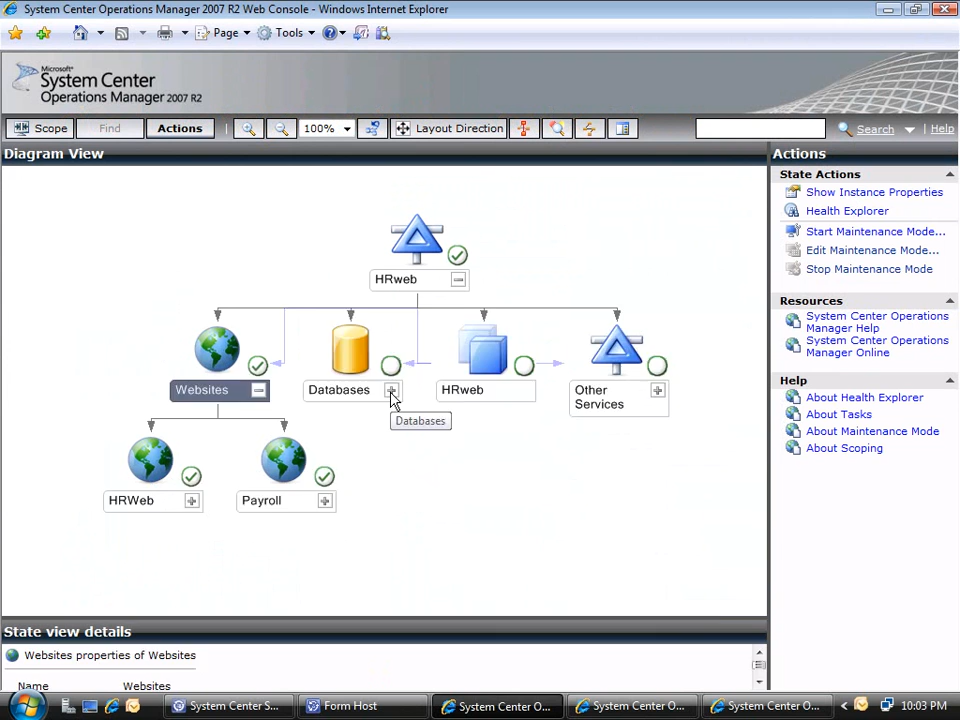 System Center Operations Manager 2007 R2 Web Console - Windows Internet Explorer
Page Tools
Microsoft®
System Center
Operations Manager 2007 R2
Scope Find Actions 100% Layout Direction Search Help
Diagram View
HRweb
Websites
Databases
HRweb
Other
Services
Databases
HRWeb
Payroll
State view details
Websites properties of Websites
Name Websites
Actions
State Actions
Show Instance Properties
Health Explorer
Start Maintenance Mode...
Edit Maintenance Mode...
Stop Maintenance Mode
Resources
System Center Operations
Manager Help
System Center Operations
Manager Online
Help
About Health Explorer
About Tasks
About Maintenance Mode
About Scoping
System Center S... Form Host System Center O... System Center O... System Center O... 10:03 PM